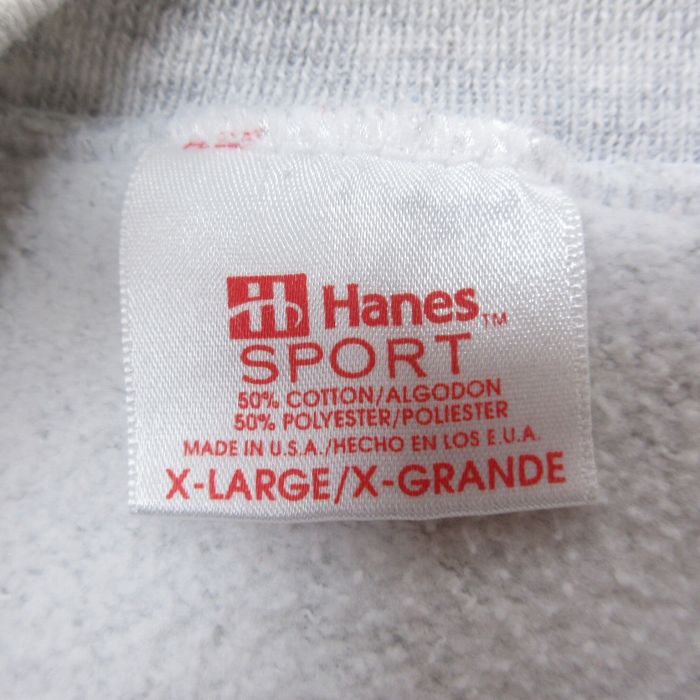 Hanes™
SPORT
50% COTTON/ALGODON
50% POLYESTER/POLIESTER
MADE IN U.S.A./HECHO EN LOS E.U.A.
X-LARGE/X-GRANDE